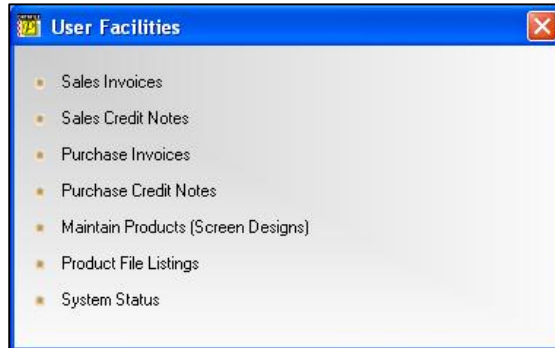 User Facilities
Sales Invoices
Sales Credit Notes
Purchase Invoices
Purchase Credit Notes
Maintain Products (Screen Designs)
Product File Listings
System Status